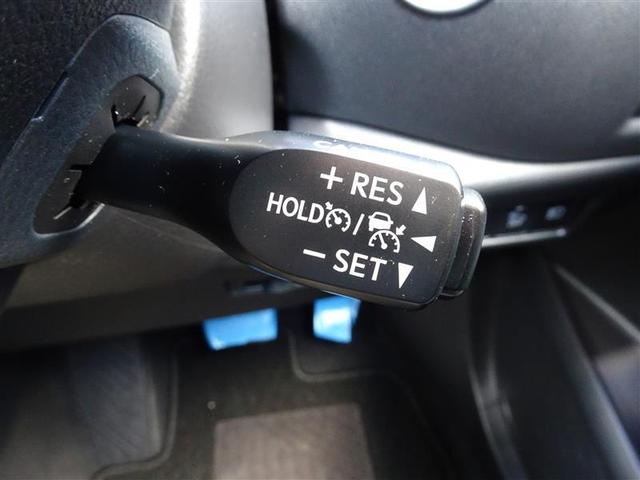 + RES
HOLD /
− SET